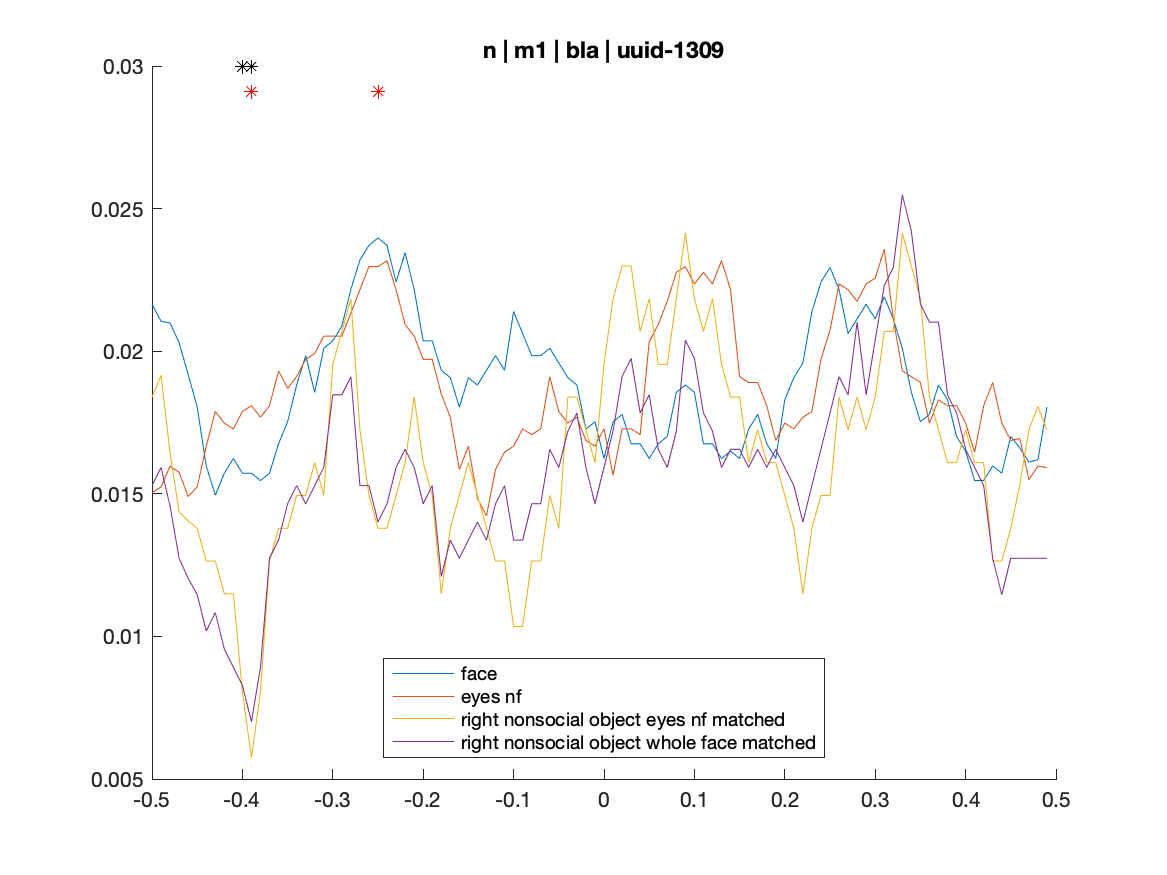 n | m1 | bla | uuid-1309
0.03
0.025
0.02
0.015
0.01
0.005
-0.5 -0.4 -0.3 -0.2 -0.1 0 0.1 0.2 0.3 0.4 0.5
face
eyes nf
right nonsocial object eyes nf matched
right nonsocial object whole face matched